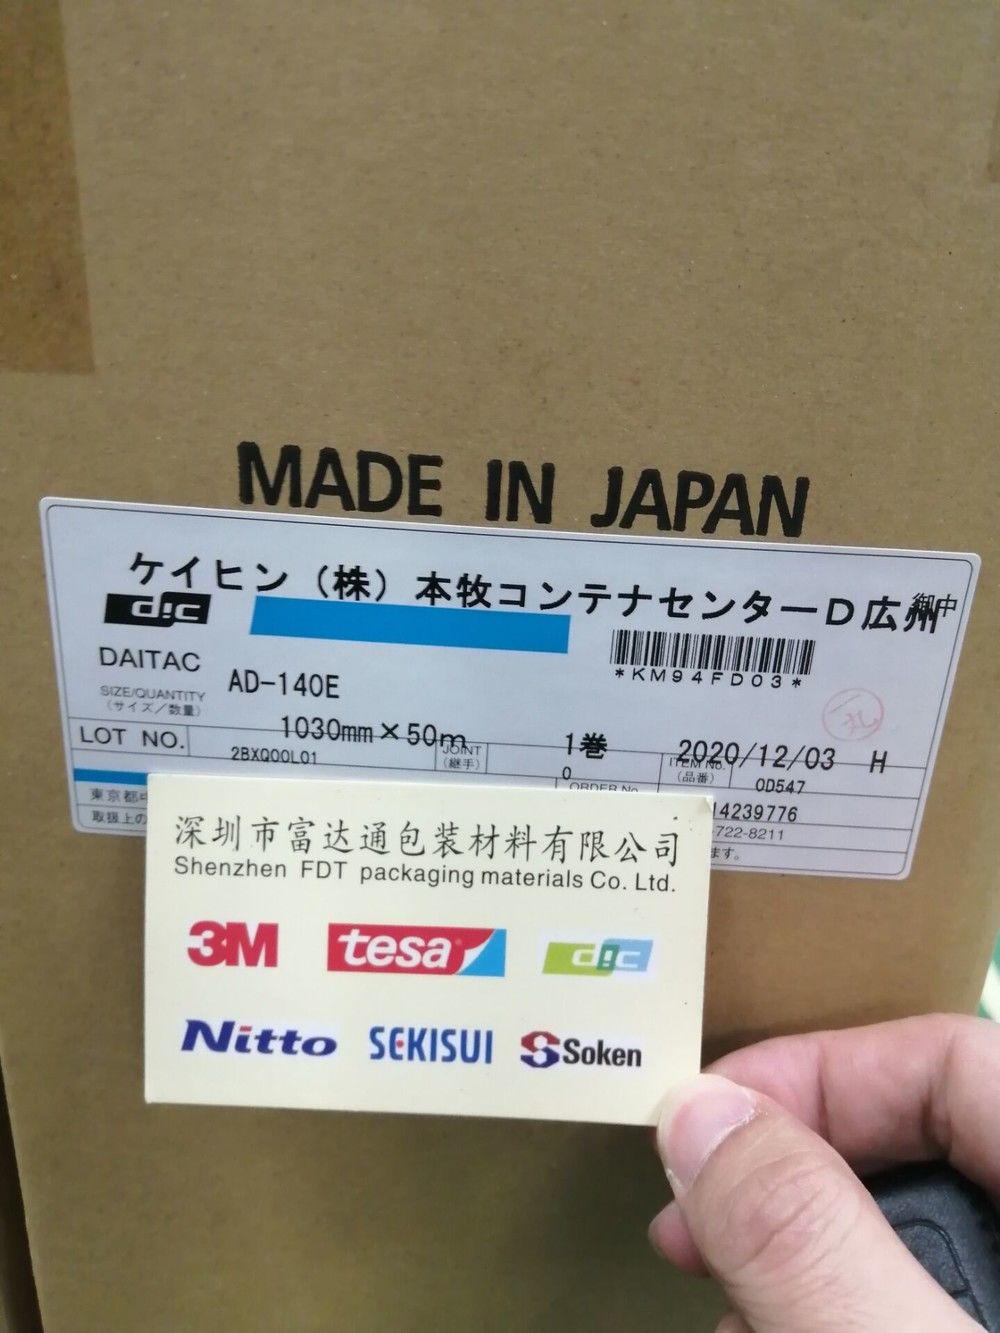 MADE IN JAPAN
ケイヒン（株）本牧コンテナセンターD広州御中
dic
*KM94FD03*
DAITAC
AD-140E
SIZE/QUANTITY
（サイズ／数量）
1030mm×50m
1巻
2020/12/03 H
LOT NO.
2BXQ00L01
JOINT
（継手）
0
ITEM No.
（品番）
0D547
ORDER No
14239776
東京都
-722-8211
取扱上の
ます。
深圳市富达通包装材料有限公司
Shenzhen FDT packaging materials Co. Ltd.
3M tesa dic
Nitto SEKISUI Soken